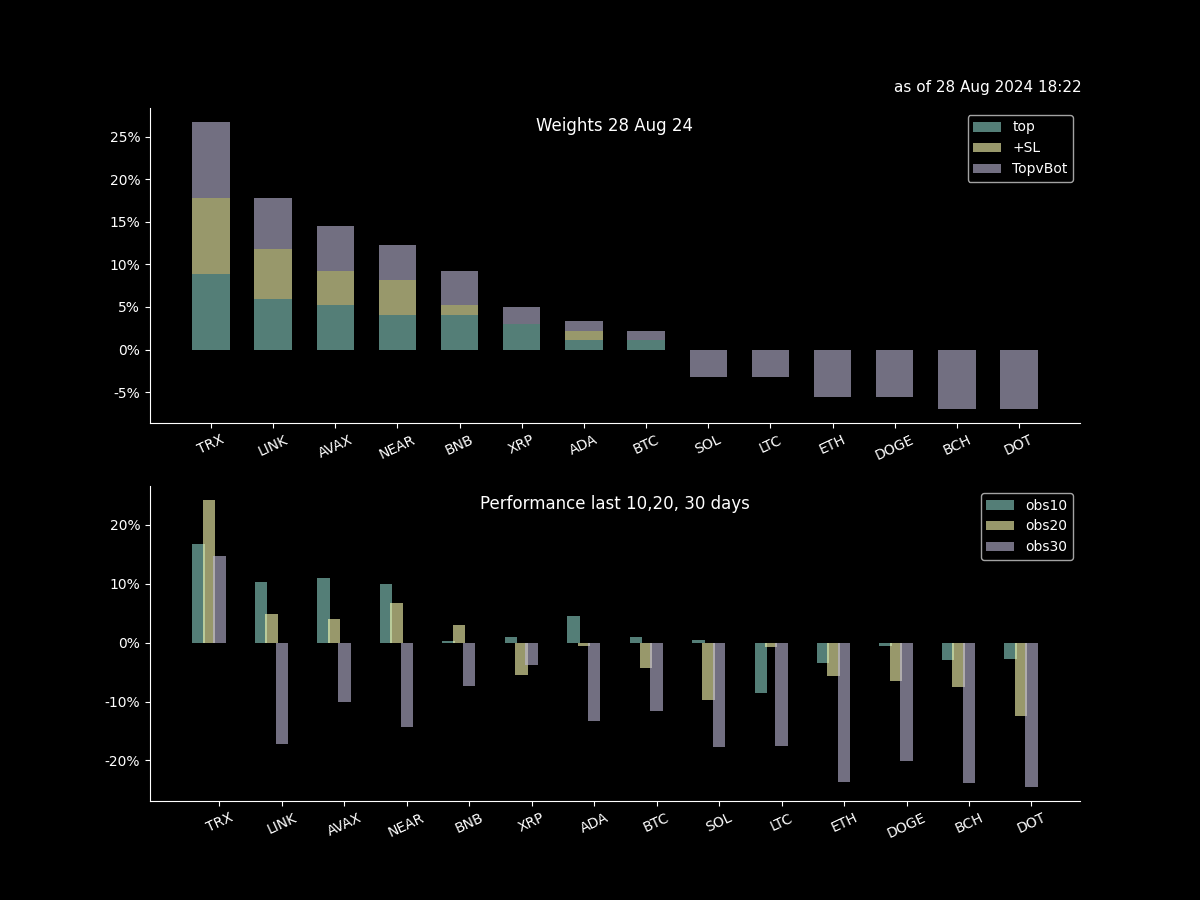 as of 28 Aug 2024 18:22
Weights 28 Aug 24
top
+SL
TopvBot
25%
20%
15%
10%
5%
0%
-5%
TRX LINK AVAX NEAR BNB XRP ADA BTC SOL LTC ETH DOGE BCH DOT
Performance last 10,20, 30 days
obs10
obs20
obs30
20%
10%
0%
-10%
-20%
TRX LINK AVAX NEAR BNB XRP ADA BTC SOL LTC ETH DOGE BCH DOT